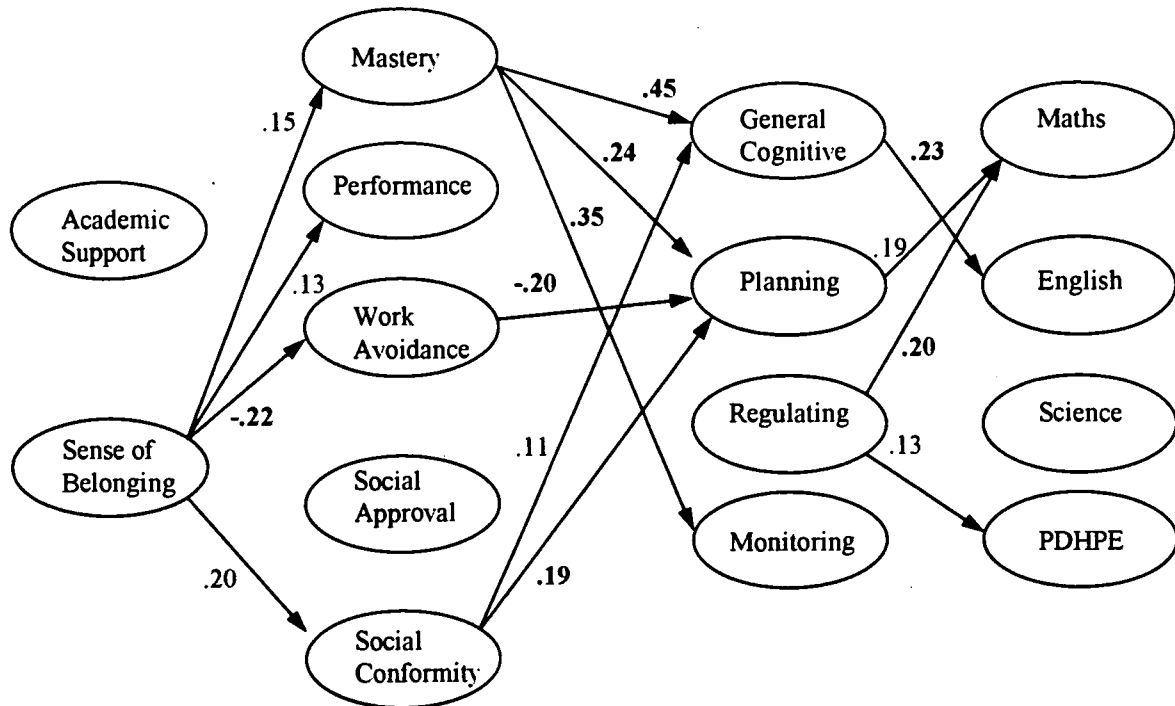 Mastery
.45
General
Cognitive
Maths
.15
.24
.23
Performance
Academic
Support
.35
.19
.13
Planning
English
-.20
Work
Avoidance
.20
Regulating
Science
-.22
.13
Sense of
Belonging
.11
Social
Approval
Monitoring
PDHPE
.20
.19
Social
Conformity